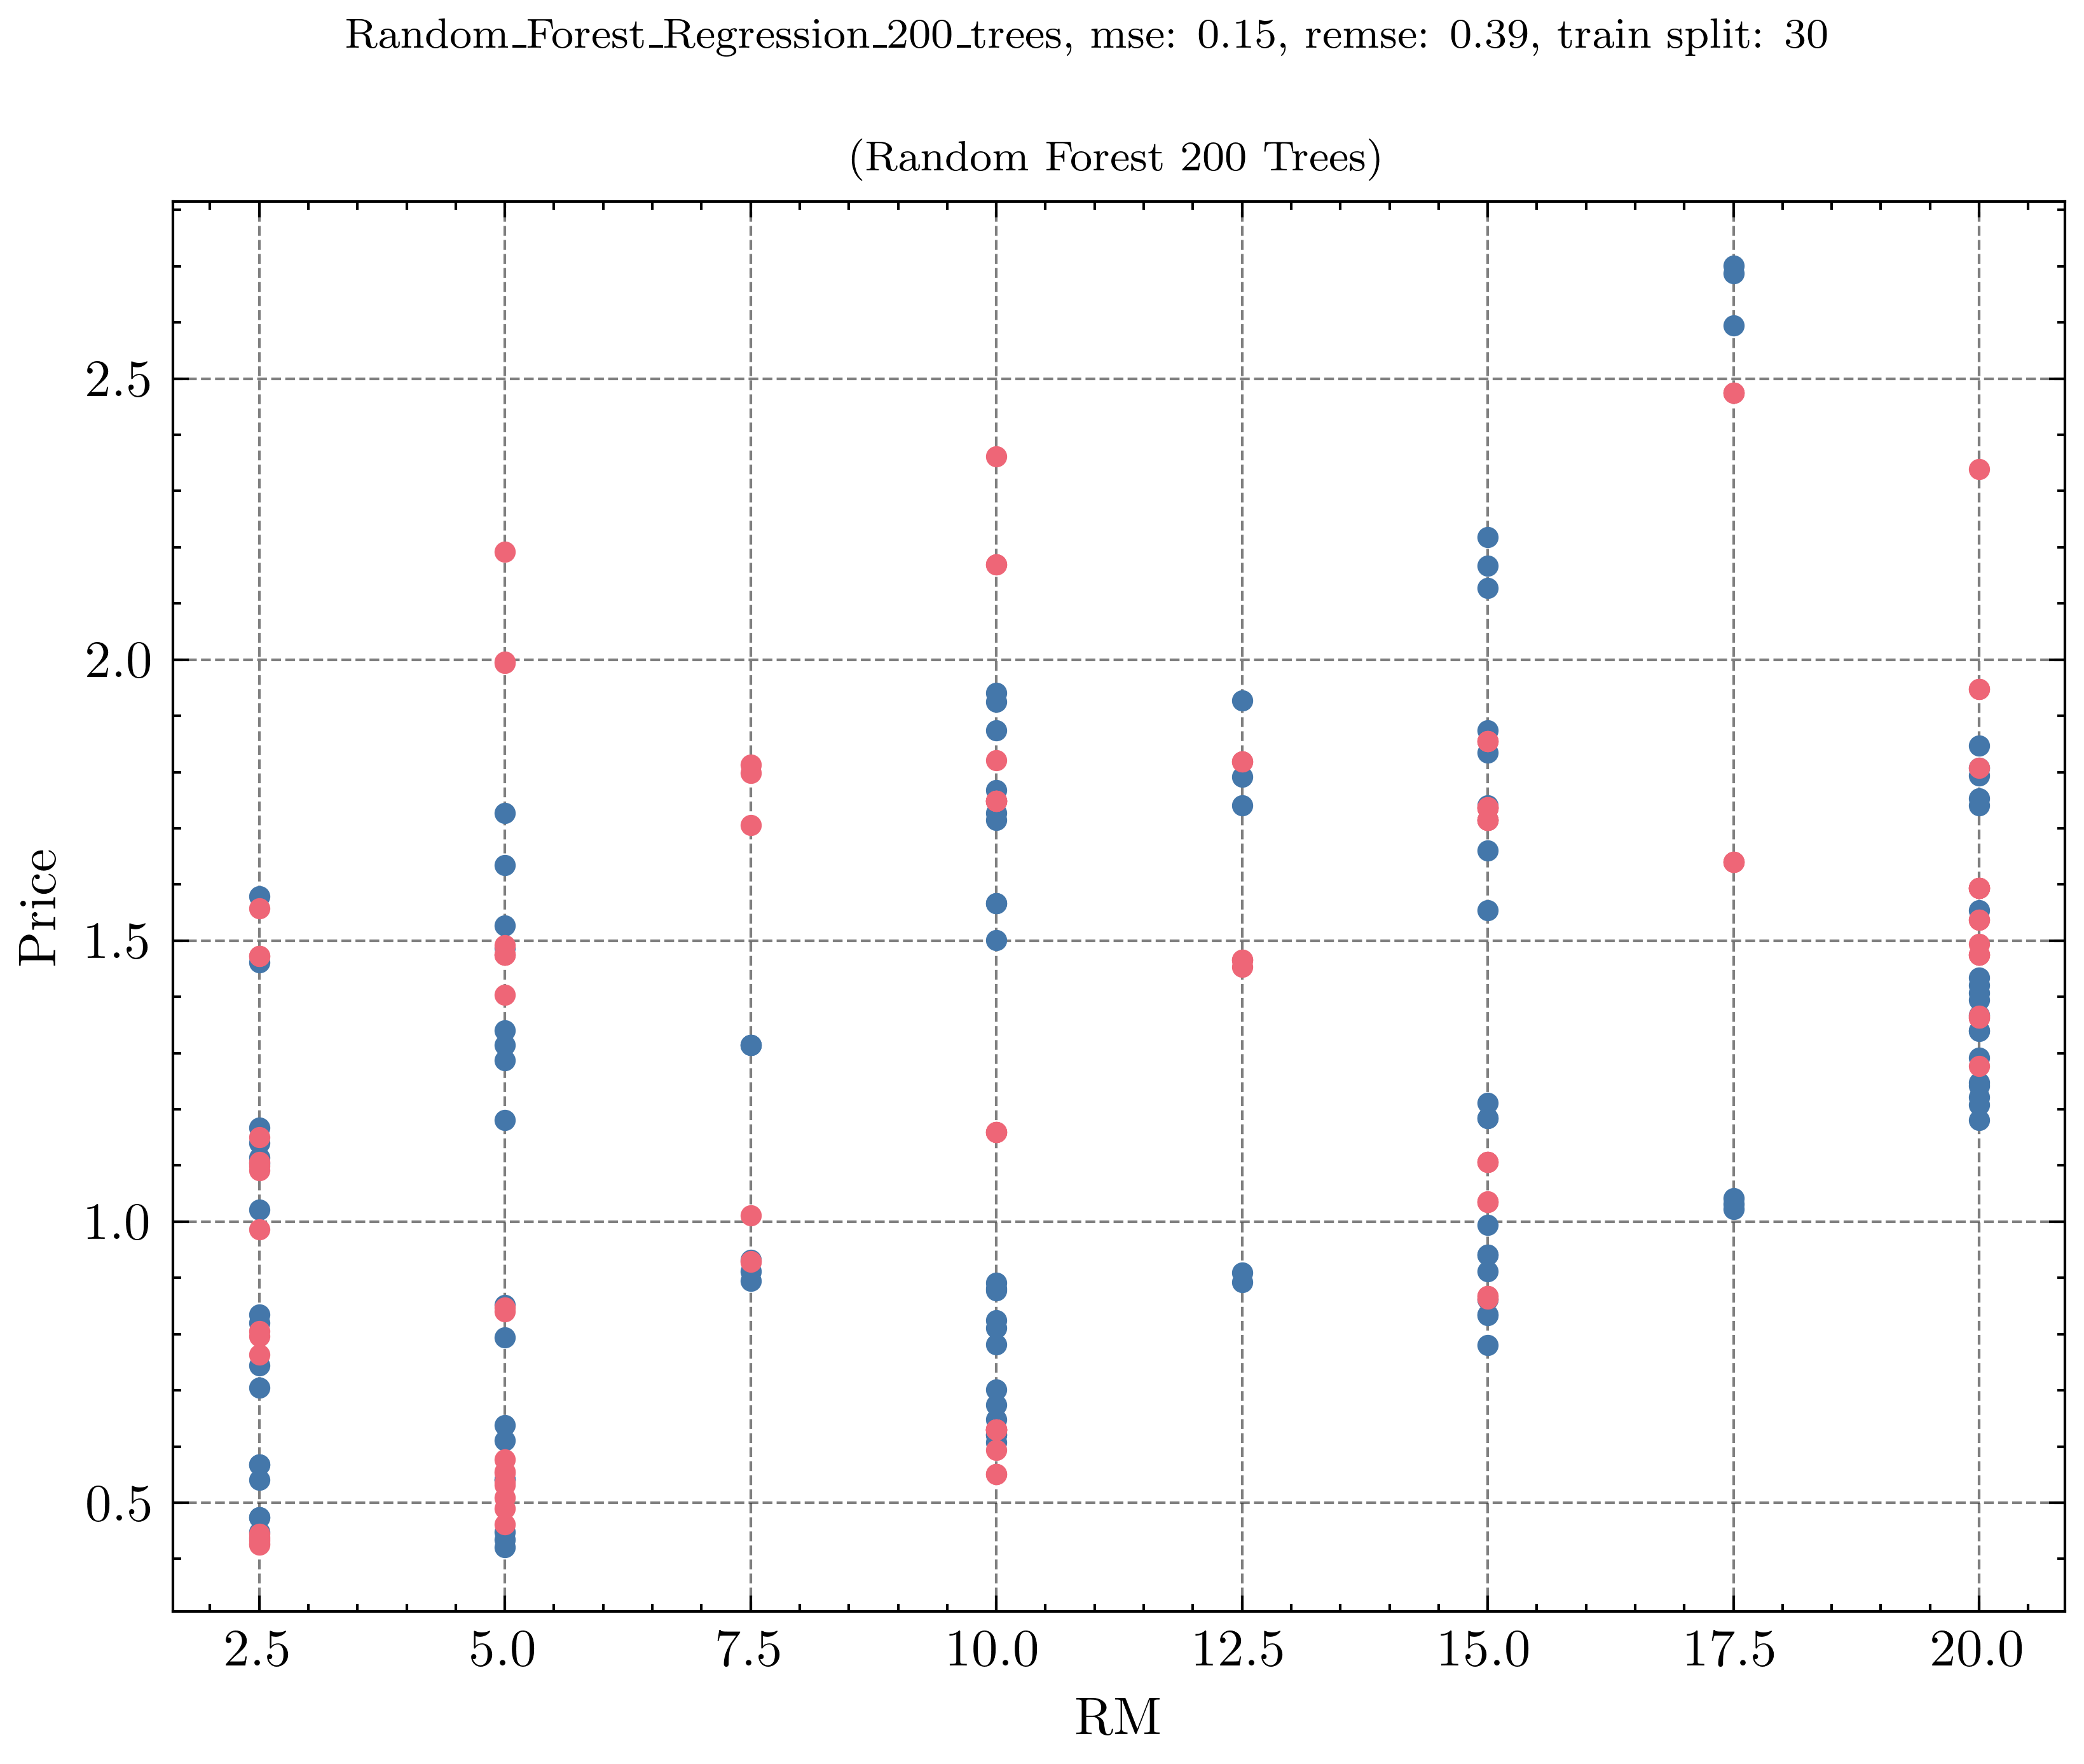 Random_Forest_Regression_200_trees, mse: 0.15, remse: 0.39, train split: 30
(Random Forest 200 Trees)
2.5
2.0
1.5
1.0
0.5
Price
2.5 5.0 7.5 10.0 12.5 15.0 17.5 20.0
RM